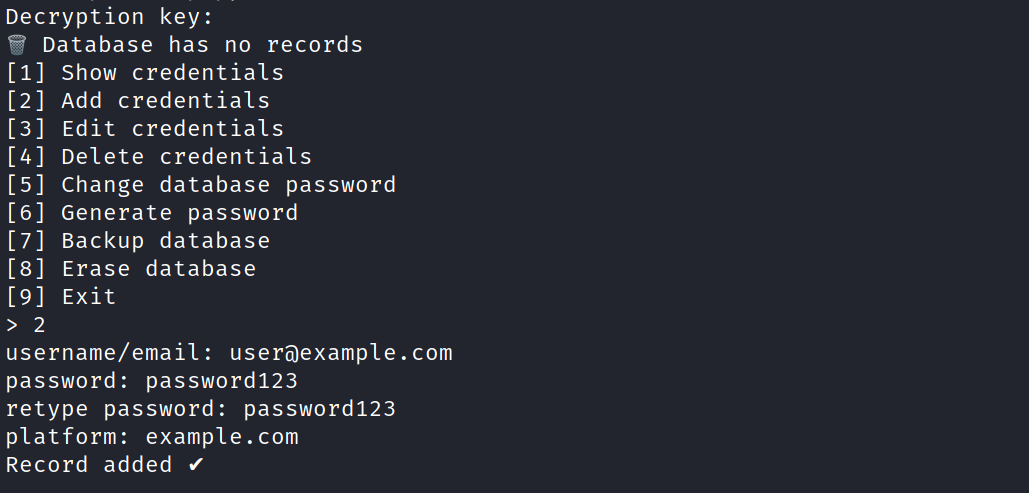 Decryption key:
🗑 Database has no records
[1] Show credentials
[2] Add credentials
[3] Edit credentials
[4] Delete credentials
[5] Change database password
[6] Generate password
[7] Backup database
[8] Erase database
[9] Exit
> 2
username/email: user@example.com
password: password123
retype password: password123
platform: example.com
Record added ✔